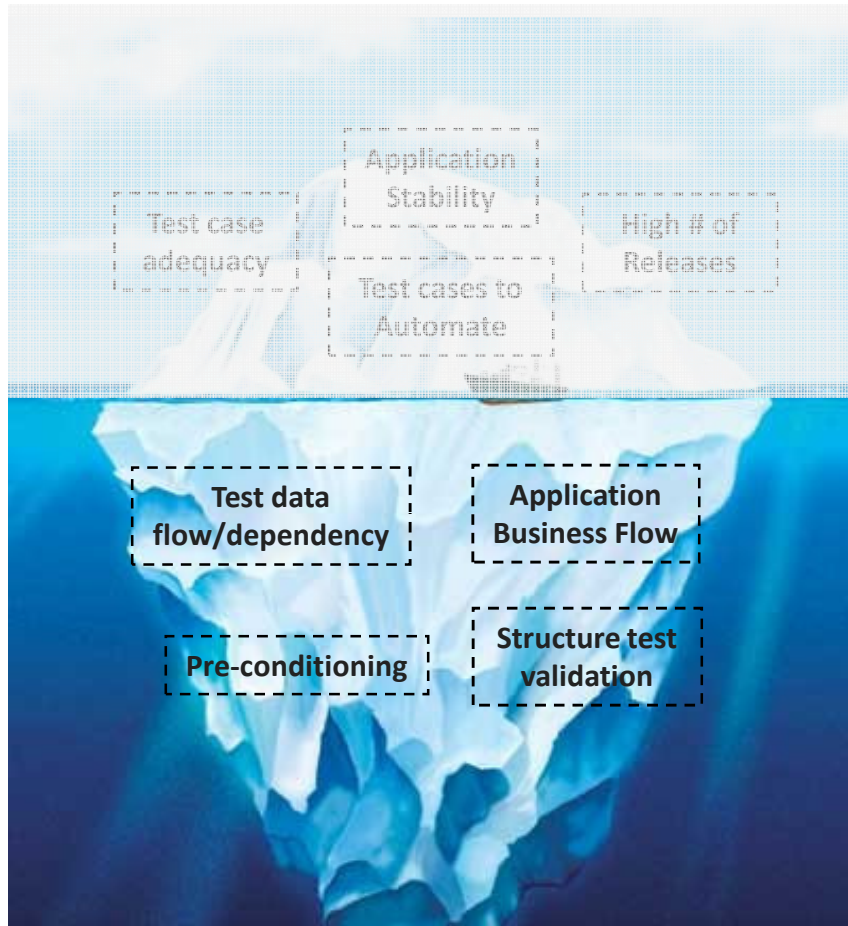 Application
Stability
Test case
adequacy
High # of
Releases
Test cases to
Automate
Test data
flow/dependency
Application
Business Flow
Pre-conditioning
Structure test
validation